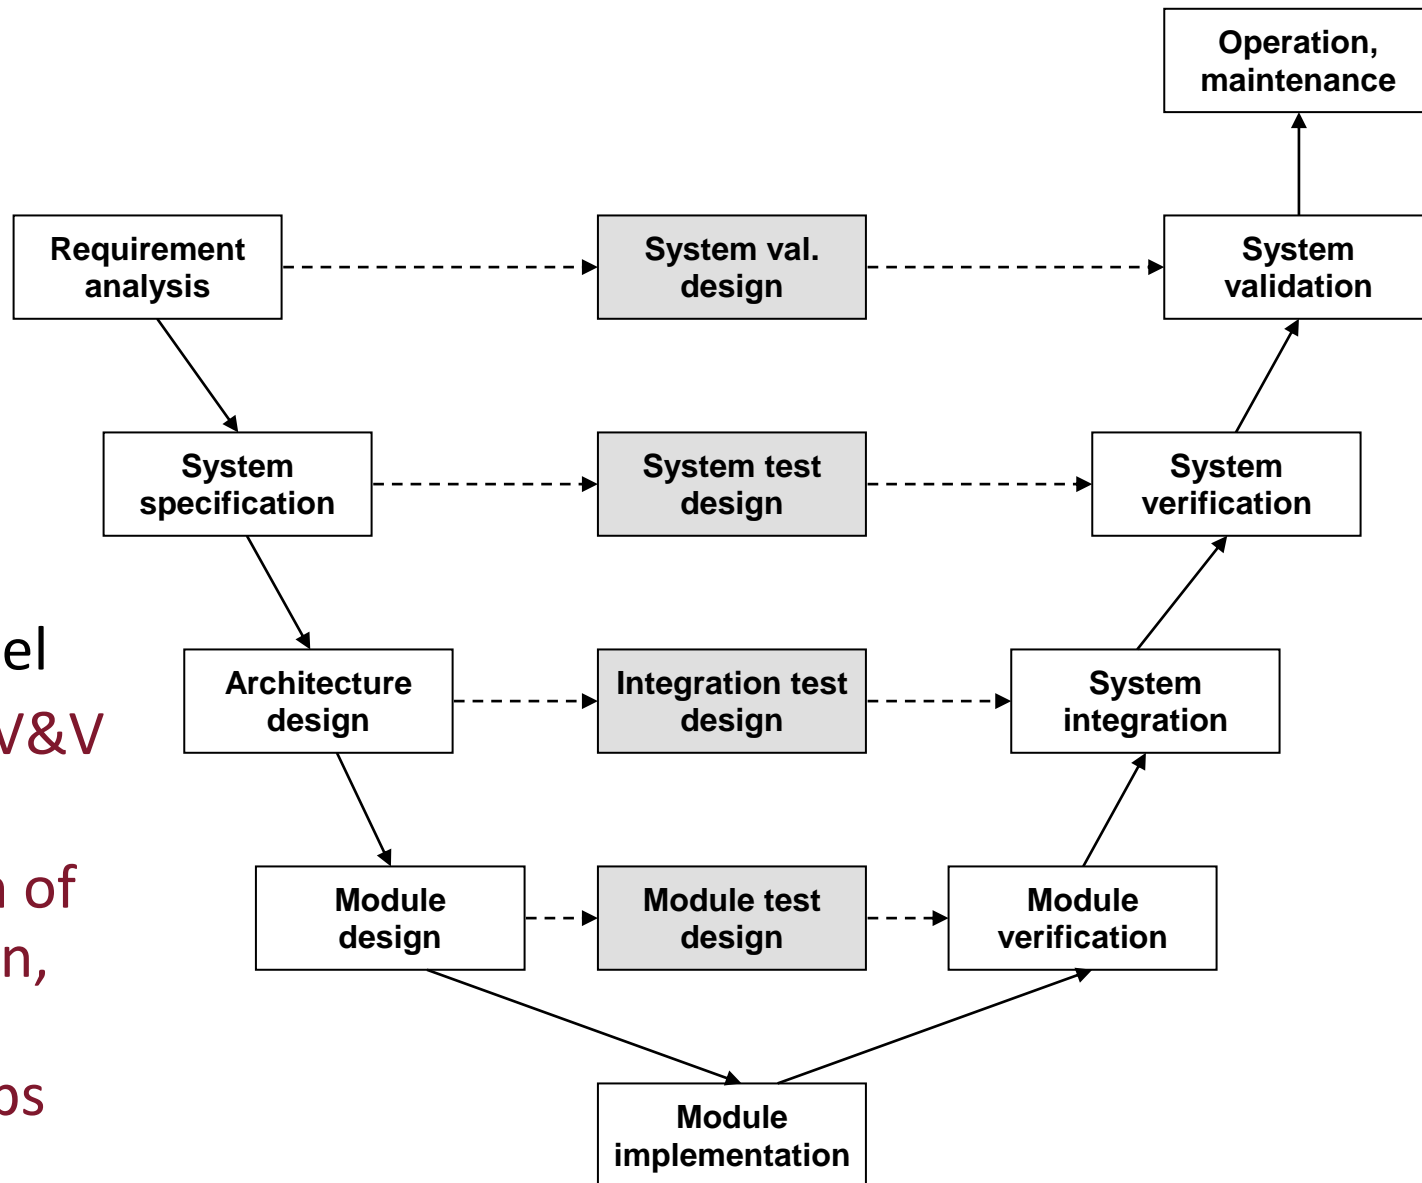 Operation,
maintenance
Requirement
analysis
System val.
design
System
validation
System
specification
System test
design
System
verification
el
V&V
Architecture
design
Integration test
design
System
integration
of
n,
Module
design
Module test
design
Module
verification
Module
implementation